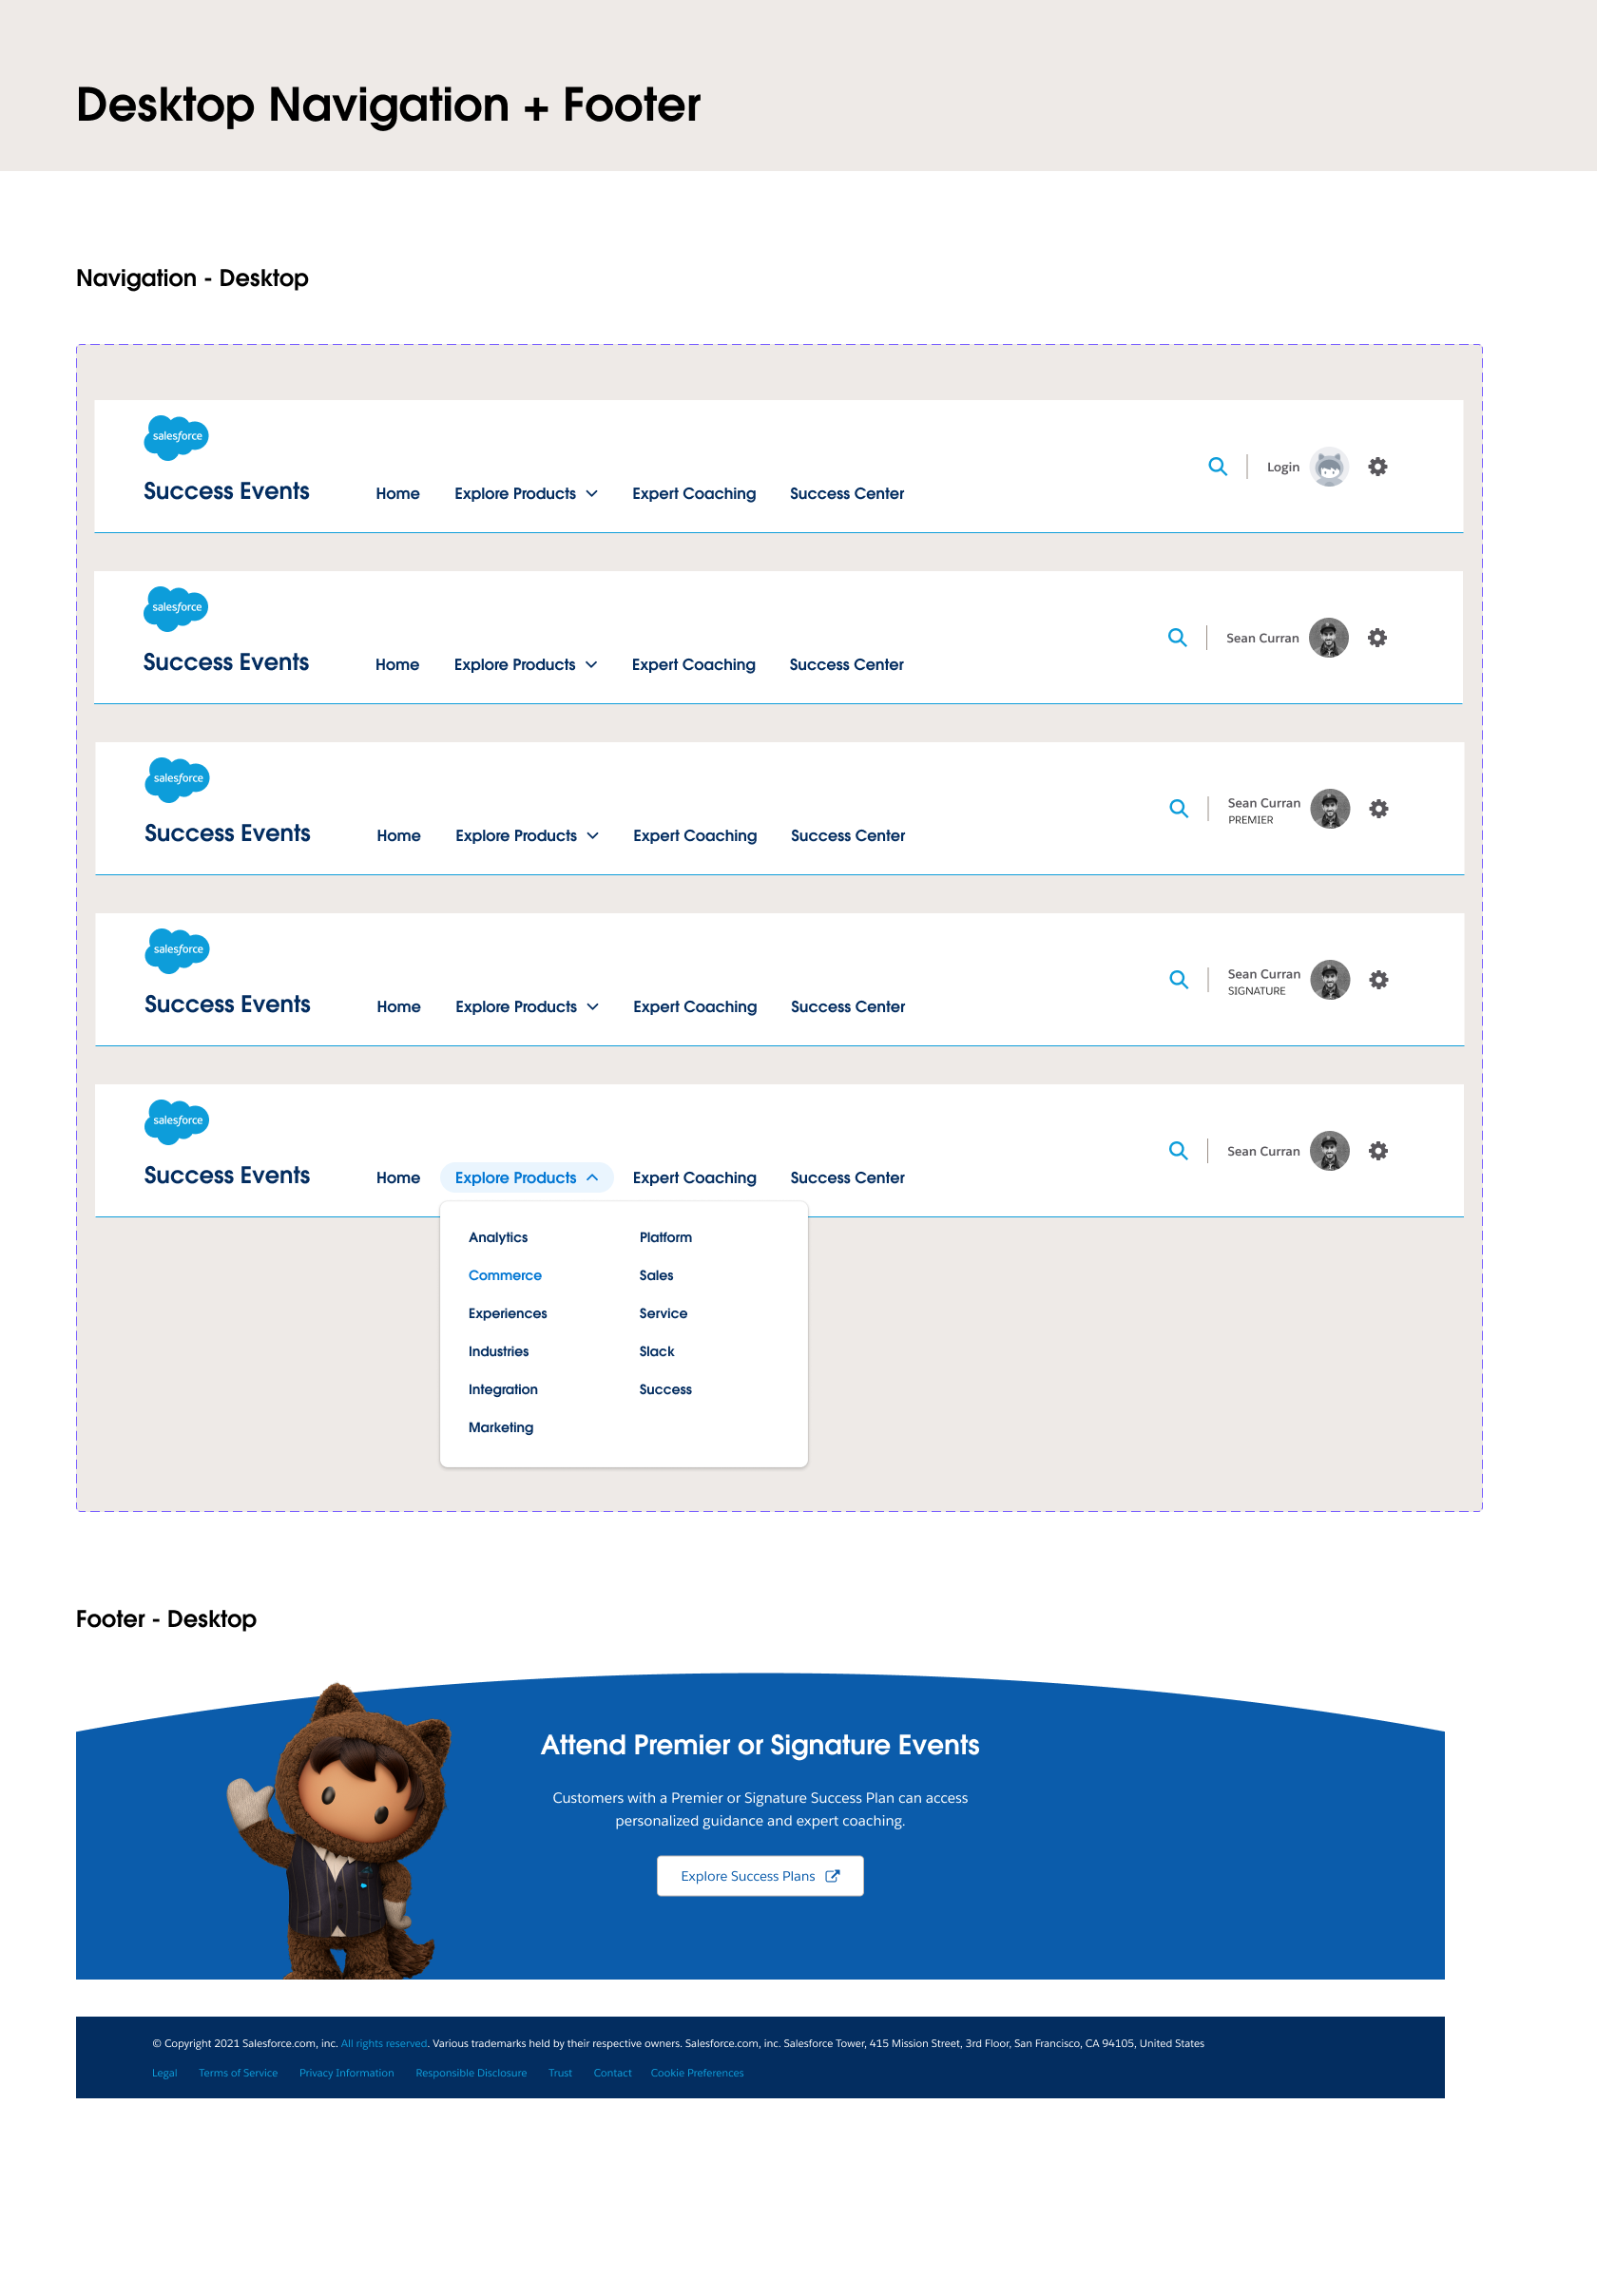 Desktop Navigation + Footer
Navigation - Desktop
salesforce
Success Events
Home Explore Products Expert Coaching Success Center
Login
salesforce
Success Events
Home Explore Products Expert Coaching Success Center
Sean Curran
salesforce
Success Events
Home Explore Products Expert Coaching Success Center
Sean Curran
PREMIER
salesforce
Success Events
Home Explore Products Expert Coaching Success Center
Sean Curran
SIGNATURE
salesforce
Success Events
Home Explore Products Expert Coaching Success Center
Sean Curran
Analytics
Commerce
Experiences
Industries
Integration
Marketing
Platform
Sales
Service
Slack
Success
Footer - Desktop
Attend Premier or Signature Events
Customers with a Premier or Signature Success Plan can access
personalized guidance and expert coaching.
Explore Success Plans
© Copyright 2021 Salesforce.com, inc. All rights reserved. Various trademarks held by their respective owners. Salesforce.com, inc. Salesforce Tower, 415 Mission Street, 3rd Floor, San Francisco, CA 94105, United States
Legal Terms of Service Privacy Information Responsible Disclosure Trust Contact Cookie Preferences